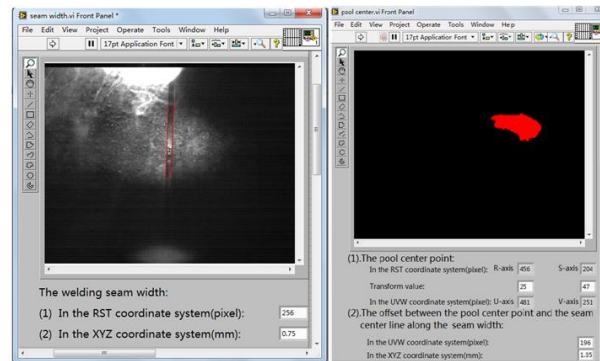 seam width.vi Front Panel *
File Edit View Project Operate Tools Window Help
17pt Application Font
The welding seam width:
(1) In the RST coordinate system(pixel): 256
(2) In the XYZ coordinate system(mm): 0.75
pool center.vi Front Panel
File Edit View Project Operate Tools Window Help
17pt Application Font
(1).The pool center point:
In the RST coordinate system(pixel): R-axis 456 S-axis 204
Transform value: 25 47
In the UVW coordinate system(pixel): U-axis 481 V-axis 251
(2).The offset between the pool center point and the seam
center line along the seam width:
In the UVW coordinate system(pixel): 196
In the XYZ coordinate system(mm): 1.35